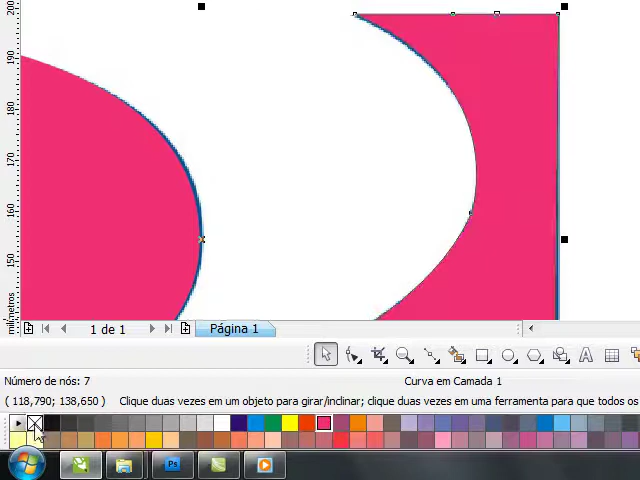 200
190
180
170
160
150
milímetros
1 de 1
Página 1
Número de nós: 7
Curva em Camada 1
( 118,790; 138,650 )
Clique duas vezes em um objeto para girar/inclinar; clique duas vezes em uma ferramenta para que todos os
Ps